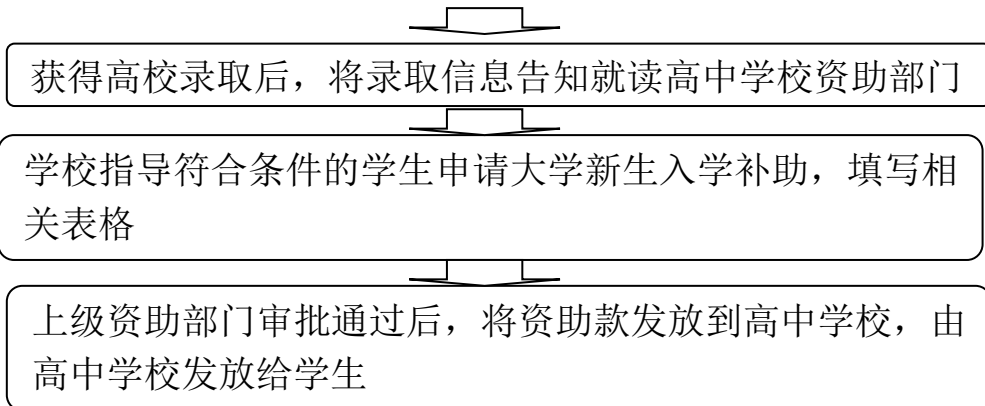 获得高校录取后，将录取信息告知就读高中学校资助部门
学校指导符合条件的学生申请大学新生入学补助，填写相
关表格
上级资助部门审批通过后，将资助款发放到高中学校，由
高中学校发放给学生